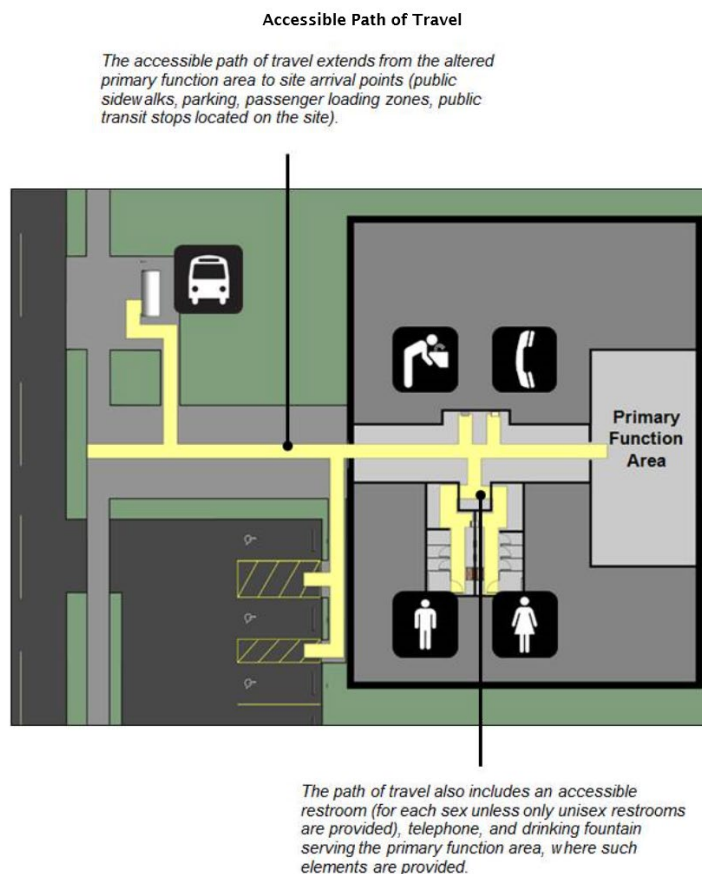 Accessible Path of Travel
The accessible path of travel extends from the altered
primary function area to site arrival points (public
sidewalks, parking, passenger loading zones, public
transit stops located on the site).
Primary
Function
Area
The path of travel also includes an accessible
restroom (for each sex unless only unisex restrooms
are provided), telephone, and drinking fountain
serving the primary function area, where such
elements are provided.